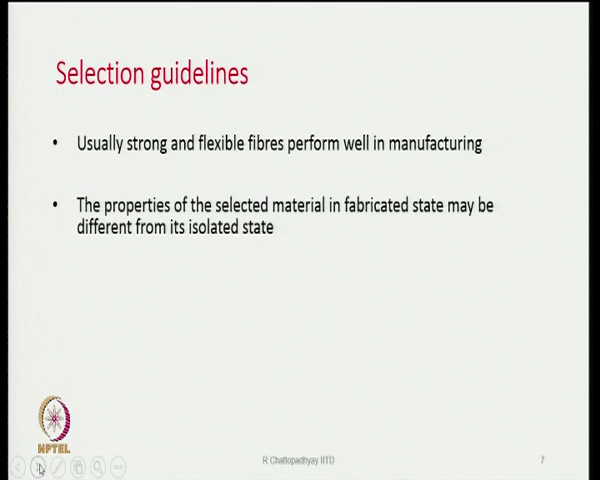 Selection guidelines
• Usually strong and flexible fibres perform well in manufacturing
• The properties of the selected material in fabricated state may be
different from its isolated state
NPTEL
R Chattopadhyay IITD
7